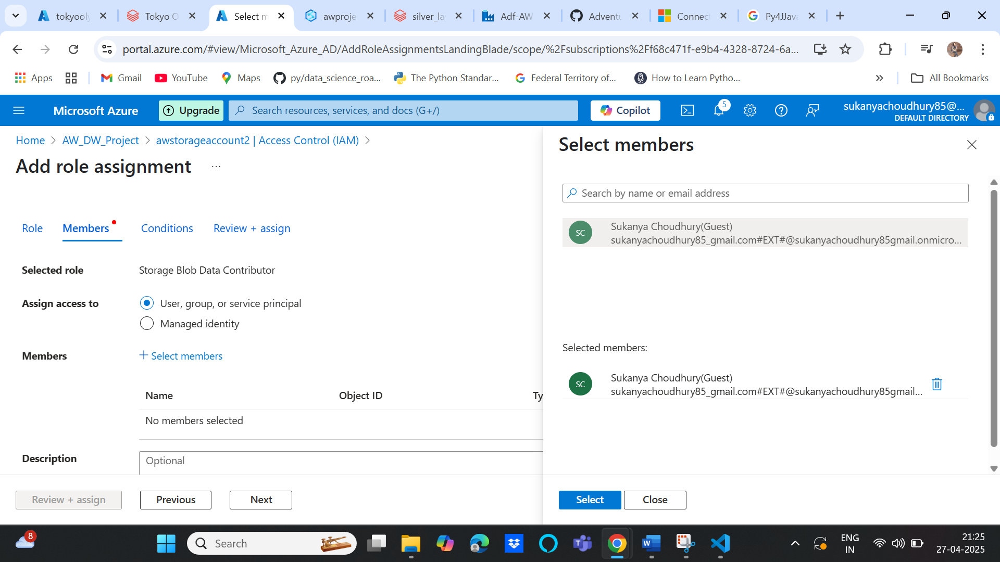 tokyooly
Tokyo O
Select m
awproje
silver_la
Adf-AW
Adventu
Connect
Py4JJava
portal.azure.com/#view/Microsoft_Azure_AD/AddRoleAssignmentsLandingBlade/scope/%2Fsubscriptions%2Ff68c471f-e9b4-4328-8724-6a...
Apps
Gmail
YouTube
Maps
py/data_science_roa...
The Python Standar...
Federal Territory of...
How to Learn Pytho...
All Bookmarks
Microsoft Azure
Upgrade
Search resources, services, and docs (G+/)
Copilot
5
sukanyachoudhury85@...
DEFAULT DIRECTORY
Home > AW_DW_Project > awstorageaccount2 | Access Control (IAM) >
Add role assignment ...
Role
Members
Conditions
Review + assign
Selected role
Storage Blob Data Contributor
Assign access to
User, group, or service principal
Managed identity
Members
+ Select members
Name
Object ID
Ty
No members selected
Description
Optional
Review + assign
Previous
Next
Select members
Search by name or email address
SC
Sukanya Choudhury(Guest)
sukanyachoudhury85_gmail.com#EXT#@sukanyachoudhury85gmail.onmicro...
Selected members:
SC
Sukanya Choudhury(Guest)
sukanyachoudhury85_gmail.com#EXT#@sukanyachoudhury85gmail...
Select
Close
8
Search
ENG
IN
21:25
27-04-2025